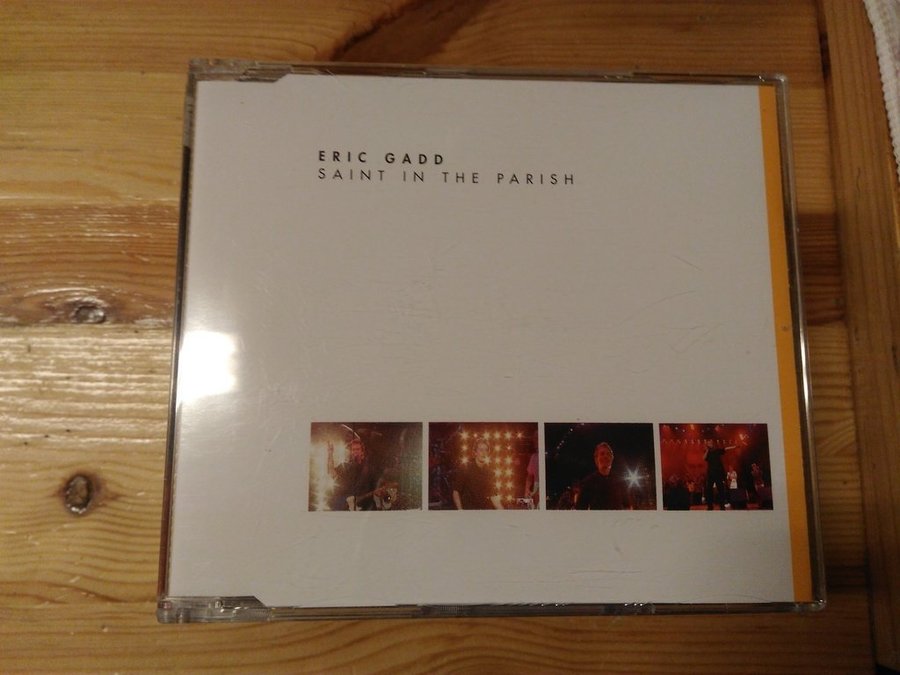 ERIC GADD
SAINT IN THE PARISH